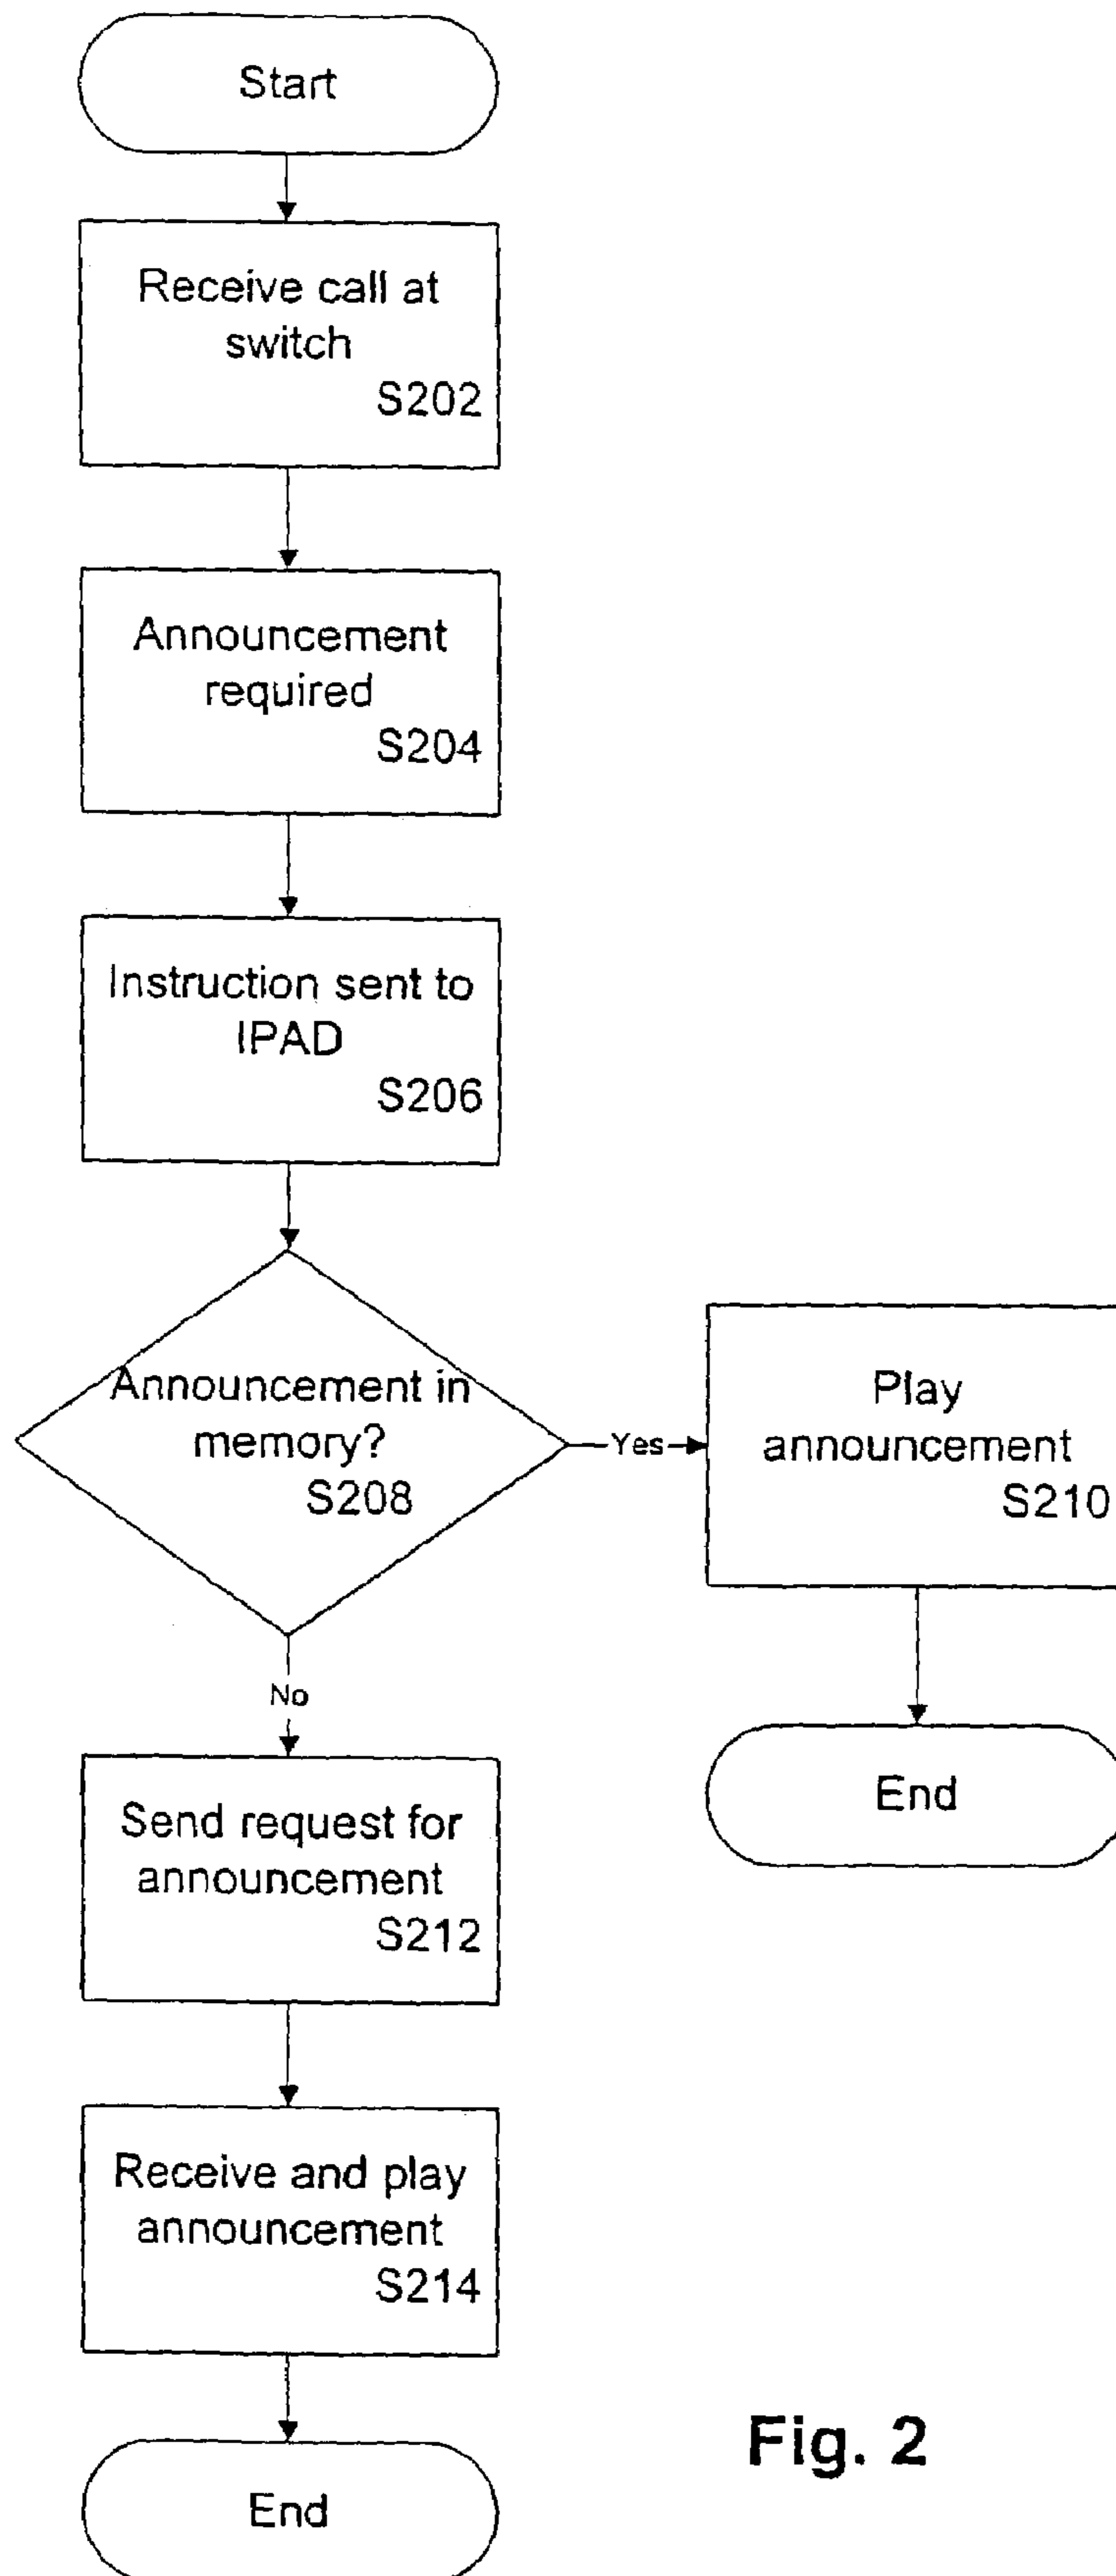 Start
Receive call at
switch
S202
Announcement
required
S204
Instruction sent to
IPAD
S206
Announcement in
memory?
S208
Yes
Play
announcement
S210
End
No
Send request for
announcement
S212
Receive and play
announcement
S214
End
Fig. 2